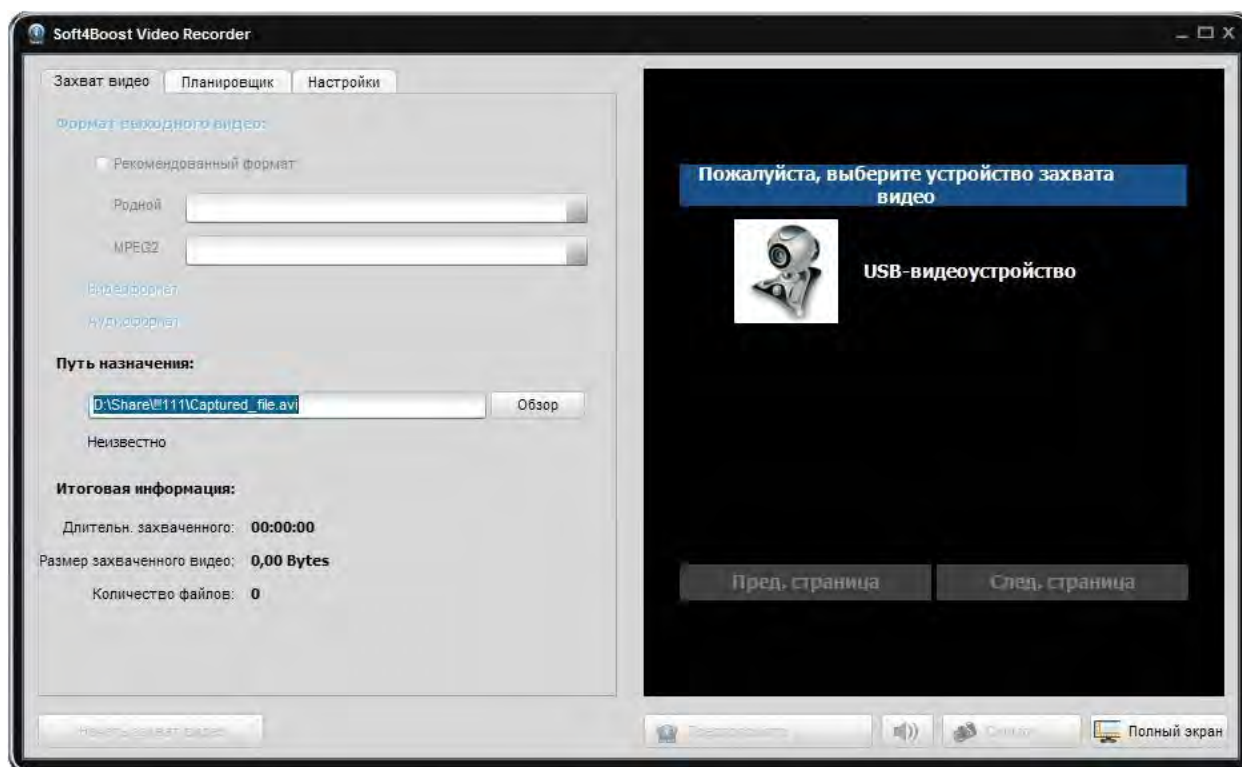 Soft4Boost Video Recorder
Захват видео
Планировщик
Настройки
Формат выходного видео:
Рекомендованный формат
Родной
MPEG2
Видеоформат
Аудиоформат
Путь назначения:
D:\Share\!!!111\Captured_file.avi
Обзор
Неизвестно
Итоговая информация:
Длительн. захваченного: 00:00:00
Размер захваченного видео: 0,00 Bytes
Количество файлов: 0
Начать захват видео
Пожалуйста, выберите устройство захвата
видео
USB-видеоустройство
Пред. страница
След. страница
Полный экран